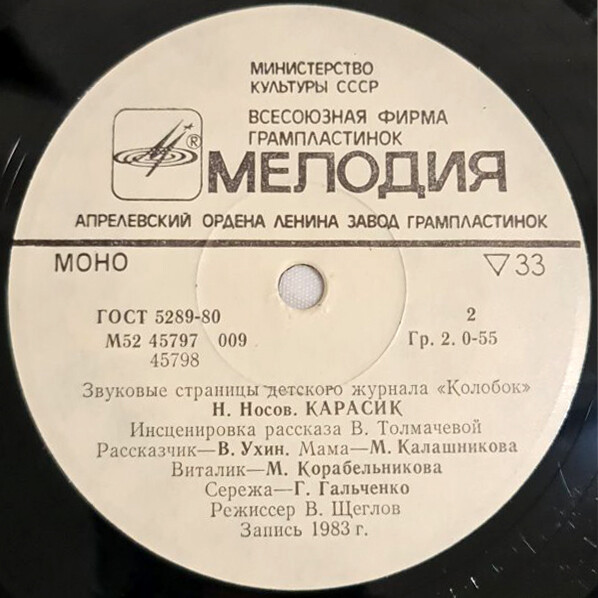 МИНИСТЕРСТВО
КУЛЬТУРЫ СССР
ВСЕСОЮЗНАЯ ФИРМА
ГРАМПЛАСТИНОК
®
МЕЛОДИЯ
АПРЕЛЕВСКИЙ ОРДЕНА ЛЕНИНА ЗАВОД ГРАМПЛАСТИНОК
МОНО ▽33
ГОСТ 5289-80 2
М52 45797 009 Гр. 2. 0-55
45798
Звуковые страницы детского журнала «Колобок»
Н. Носов. КАРАСИК
Инсценировка рассказа В. Толмачевой
Рассказчик—В. Ухин. Мама—М. Калашникова
Виталик—М. Корабельникова
Сережа—Г. Гальченко
Режиссер В. Щеглов
Запись 1983 г.